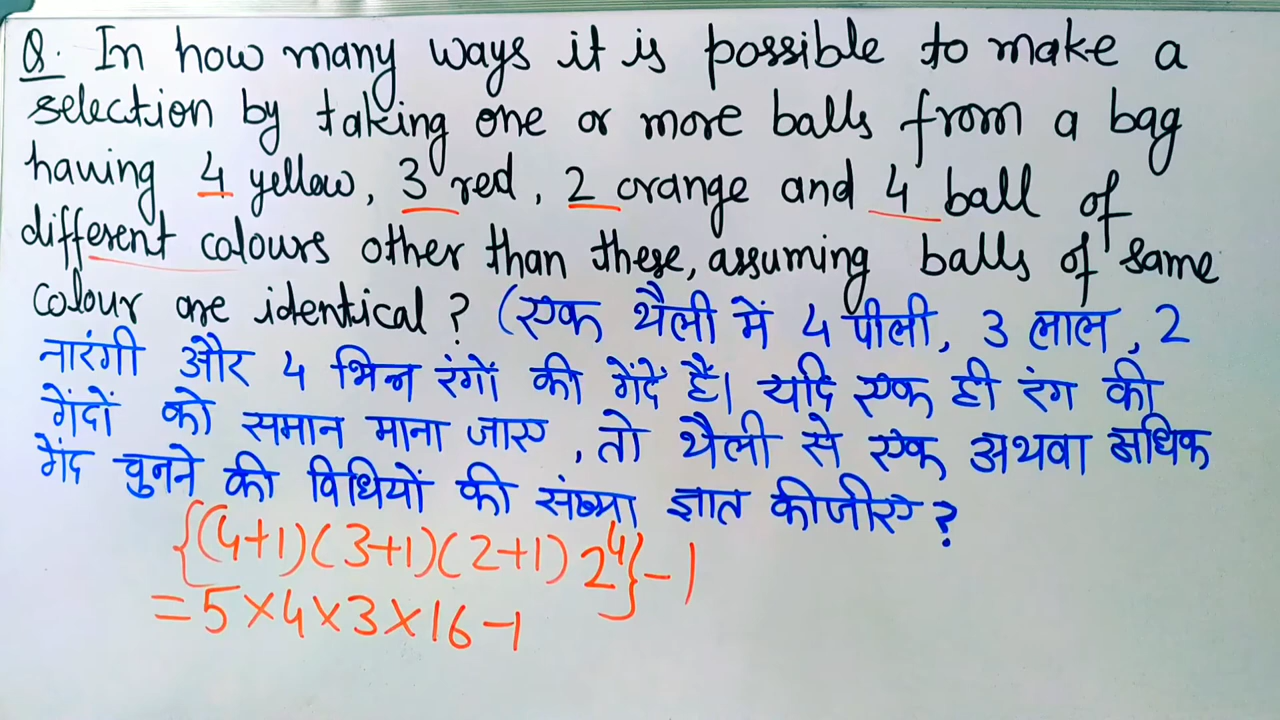 Q. In how many ways it is possible to make a
selection by taking one or more balls from a bag
having 4 yellow, 3 red, 2 orange and 4 ball of
different colours other than these, assuming balls of same
colour are identical? (एक थैली में 4 पीली, 3 लाल, 2
नारंगी और 4 भिन्न रंगों की गेंदें हैं। यदि एक ही रंग की
गेंदों को समान माना जाए, तो थैली से एक अथवा अधिक
गेंद चुनने की विधियों की संख्या ज्ञात कीजीए?
{(4+1)(3+1)(2+1)2⁴}-1
=5×4×3×16-1